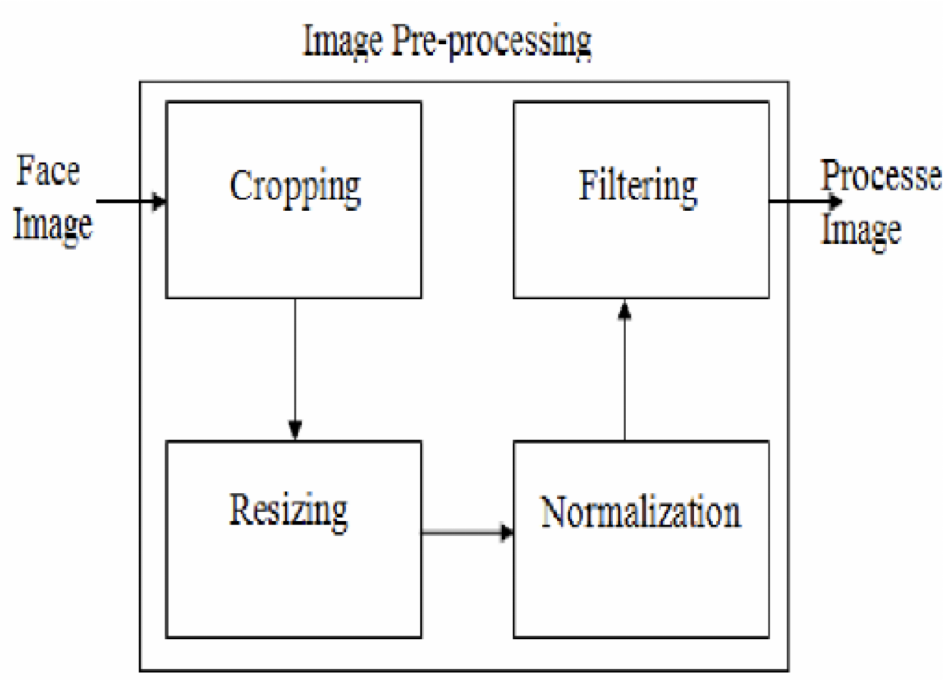 Image Pre-processing
Face
Image
Cropping
Filtering
Processe
Image
Resizing
Normalization